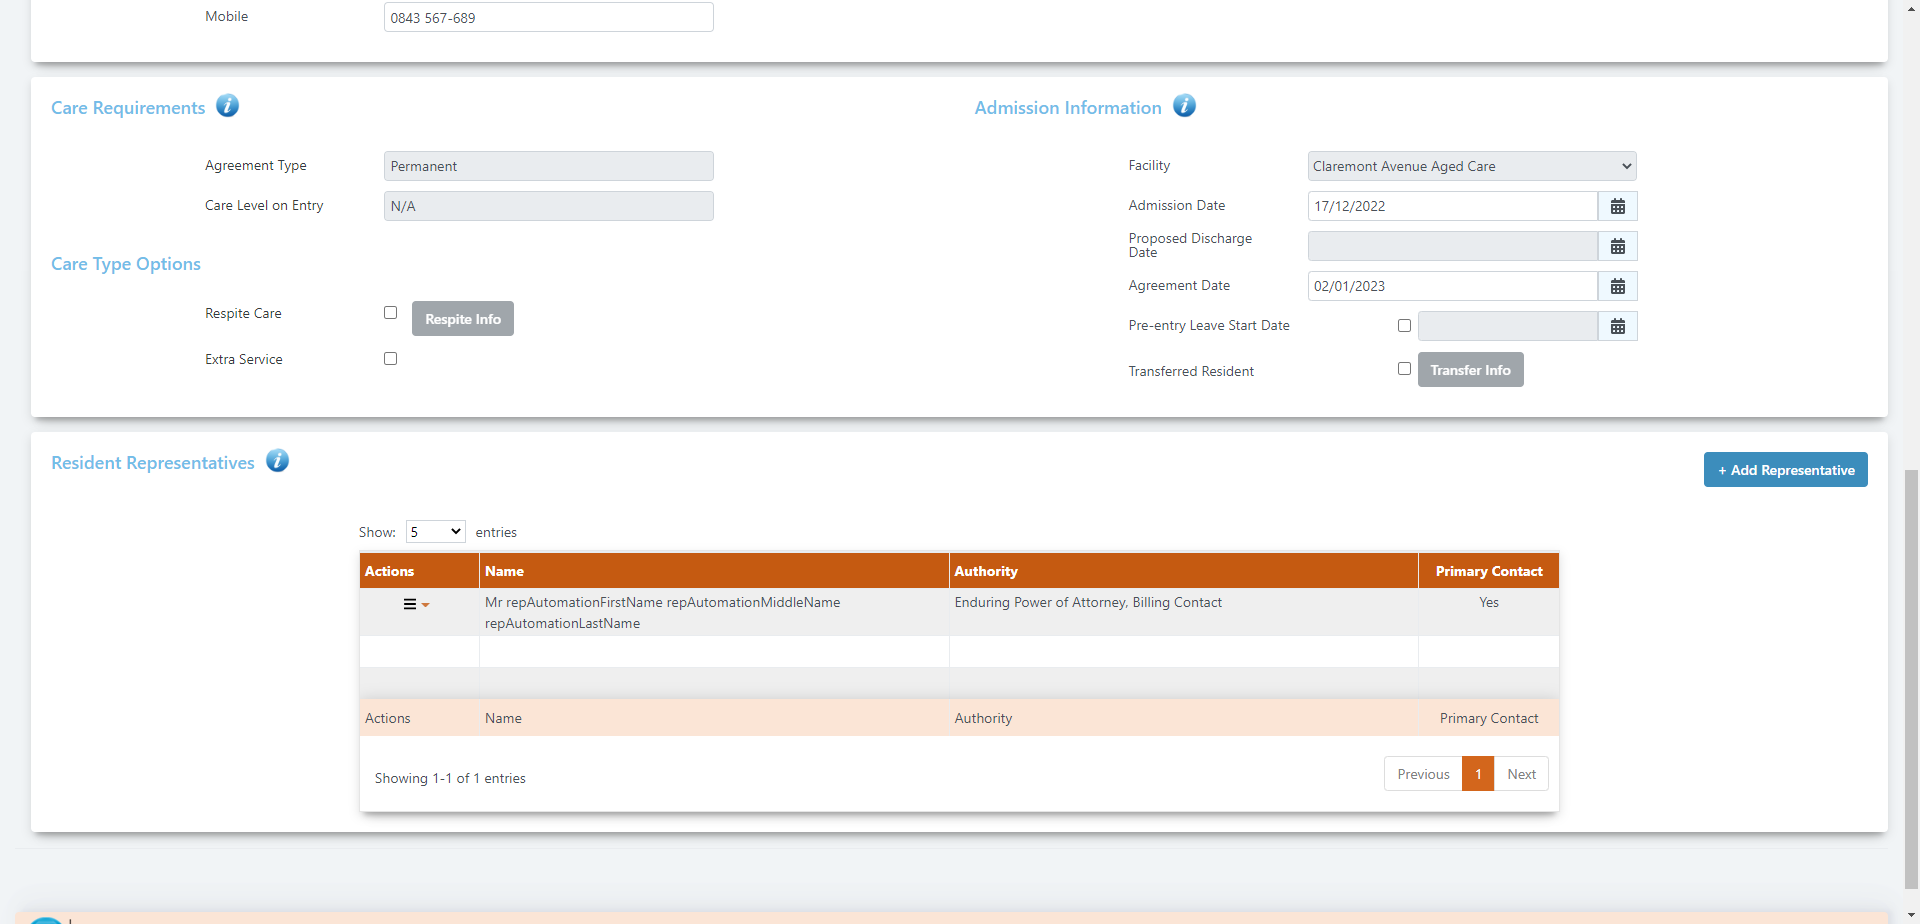 Mobile
0843 567-689
Care Requirements
Agreement Type
Permanent
Care Level on Entry
N/A
Care Type Options
Respite Care
Respite Info
Extra Service
Admission Information
Facility
Claremont Avenue Aged Care
Admission Date
17/12/2022
Proposed Discharge
Date
Agreement Date
02/01/2023
Pre-entry Leave Start Date
Transferred Resident
Transfer Info
Resident Representatives
+ Add Representative
Show: 5 entries
Actions Name Authority Primary Contact
Mr repAutomationFirstName repAutomationMiddleName
repAutomationLastName
Enduring Power of Attorney, Billing Contact
Yes
Actions Name Authority Primary Contact
Showing 1-1 of 1 entries
Previous 1 Next